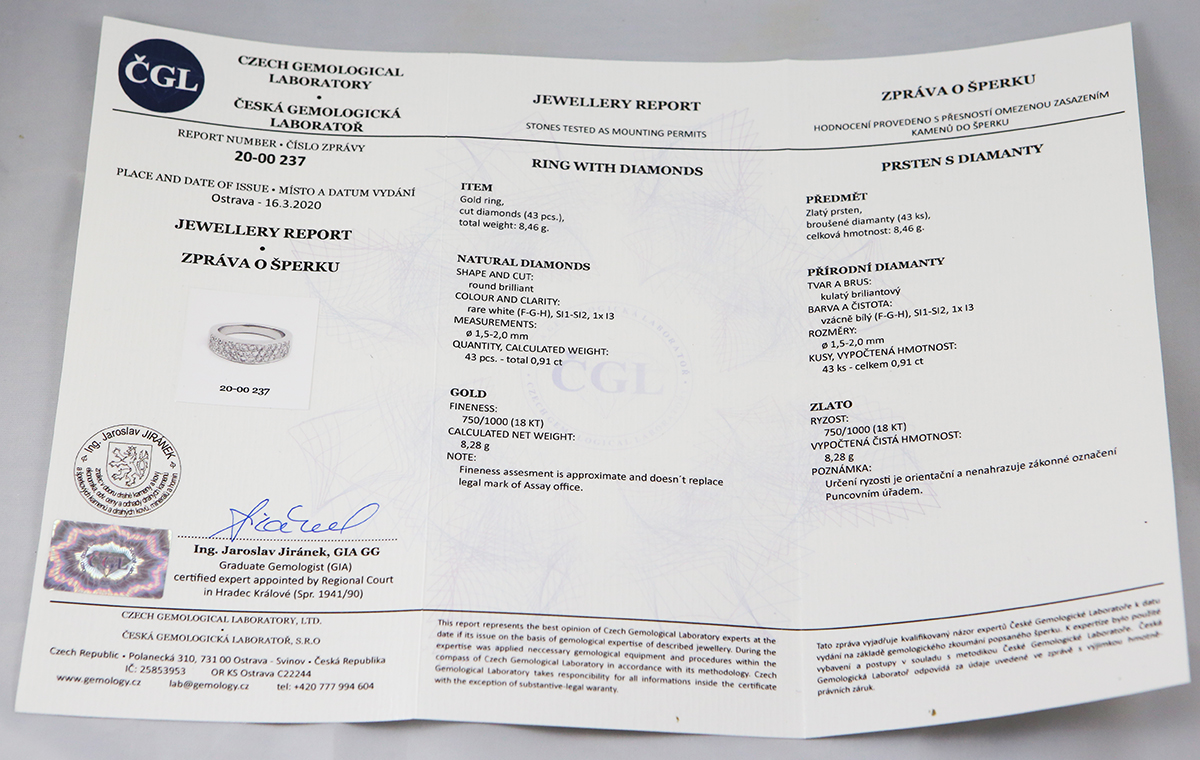 ČGL
CZECH GEMOLOGICAL
LABORATORY
•
ČESKÁ GEMOLOGICKÁ
LABORATOŘ
REPORT NUMBER • ČÍSLO ZPRÁVY
20-00 237
PLACE AND DATE OF ISSUE • MÍSTO A DATUM VYDÁNÍ
Ostrava - 16.3.2020
JEWELLERY REPORT
•
ZPRÁVA O ŠPERKU
20-00 237
Ing. Jaroslav JIRÁNEK
Ing. Jaroslav Jiránek, GIA GG
Graduate Gemologist (GIA)
certified expert appointed by Regional Court
in Hradec Králové (Spr. 1941/90)
CZECH GEMOLOGICAL LABORATORY, LTD.
•
ČESKÁ GEMOLOGICKÁ LABORATOŘ, S.R.O
Czech Republic • Polanecká 310, 731 00 Ostrava - Svinov • Česká Republika
IČ: 25853953 OR KS Ostrava C22244
www.gemology.cz lab@gemology.cz tel: +420 777 994 604
JEWELLERY REPORT
STONES TESTED AS MOUNTING PERMITS
RING WITH DIAMONDS
ITEM
Gold ring,
cut diamonds (43 pcs.),
total weight: 8,46 g.
NATURAL DIAMONDS
SHAPE AND CUT:
round brilliant
COLOUR AND CLARITY:
rare white (F-G-H), SI1-SI2, 1x I3
MEASUREMENTS:
ø 1,5-2,0 mm
QUANTITY, CALCULATED WEIGHT:
43 pcs. - total 0,91 ct
ČGL
GOLD
FINENESS:
750/1000 (18 KT)
CALCULATED NET WEIGHT:
8,28 g
NOTE:
Fineness assesment is approximate and doesn´t replace
legal mark of Assay office.
This report represents the best opinion of Czech Gemological Laboratory experts at the
date if its issue on the basis of gemological expertise of described jewellery. During the
expertise was applied neccessary gemological equipment and procedures within the
compass of Czech Gemological Laboratory in accordance with its methodology. Czech
Gemological Laboratory takes responcibility for all informations inside the certificate
with the exception of substantive-legal warranty.
ZPRÁVA O ŠPERKU
HODNOCENÍ PROVEDENO S PŘESNOSTÍ OMEZENOU ZASAZENÍM
KAMENŮ DO ŠPERKU
PRSTEN S DIAMANTY
PŘEDMĚT
Zlatý prsten,
broušené diamanty (43 ks),
celková hmotnost: 8,46 g.
PŘÍRODNÍ DIAMANTY
TVAR A BRUS:
kulatý briliantový
BARVA A ČISTOTA:
vzácně bílý (F-G-H), SI1-SI2, 1x I3
ROZMĚRY:
ø 1,5-2,0 mm
KUSY, VYPOČTENÁ HMOTNOST:
43 ks - celkem 0,91 ct
ZLATO
RYZOST:
750/1000 (18 KT)
VYPOČTENÁ ČISTÁ HMOTNOST:
8,28 g
POZNÁMKA:
Určení ryzosti je orientační a nenahrazuje zákonné označení
Puncovním úřadem.
Tato zpráva vyjadřuje kvalifikovaný názor expertů České Gemologické Laboratoře k datu
vydání na základě gemologického zkoumání popsaného šperku. K expertize bylo použité
vybavení a postupy v souladu s metodikou České Gemologické Laboratoře. Česká
Gemologická Laboratoř odpovídá za údaje uvedené ve zprávě s výjimkou hmotně-
právních záruk.